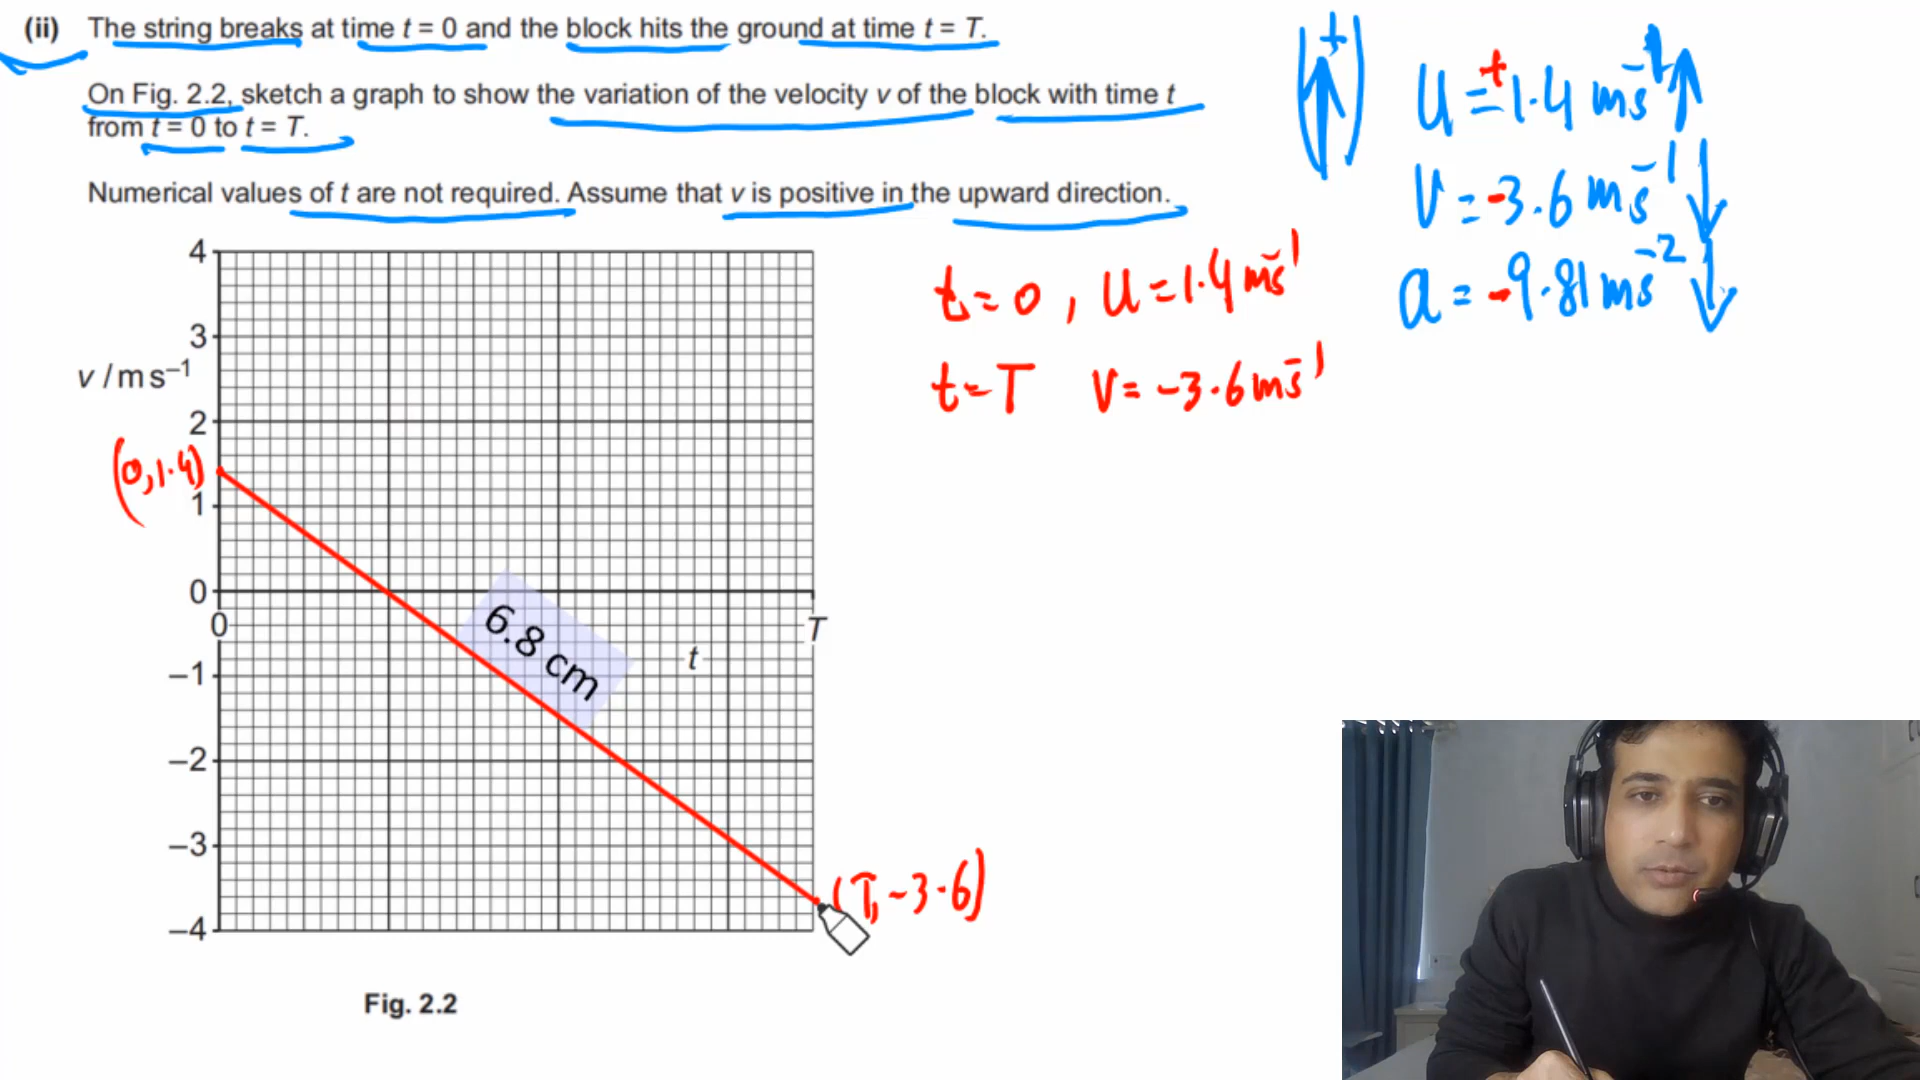 (ii) The string breaks at time t = 0 and the block hits the ground at time t = T.
On Fig. 2.2, sketch a graph to show the variation of the velocity v of the block with time t
from t = 0 to t = T.
Numerical values of t are not required. Assume that v is positive in the upward direction.
+
u = +1.4 ms⁻¹
v = -3.6 ms⁻¹
a = -9.81 ms⁻²
t = 0, u = 1.4 ms⁻¹
t = T v = -3.6 ms⁻¹
4
3
v / m s⁻¹
2
(0, 1.4)
1
0
0
T
t
6.8 cm
−1
−2
−3
(T, -3.6)
−4
Fig. 2.2